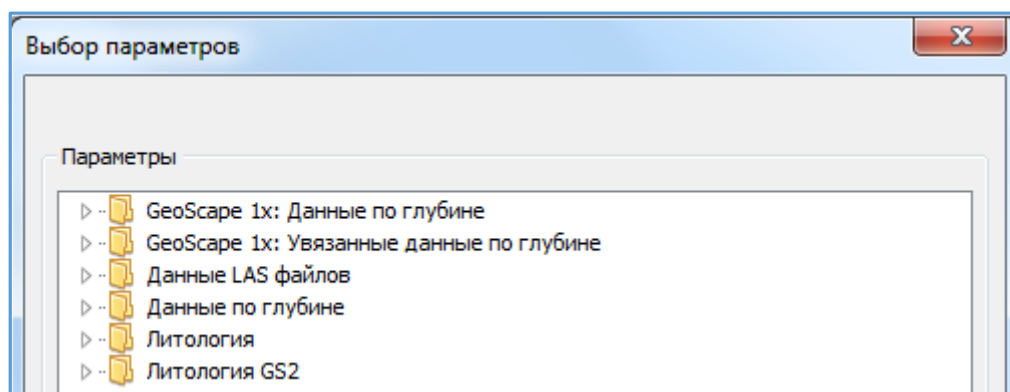 Выбор параметров
Параметры
GeoScape 1x: Данные по глубине
GeoScape 1x: Увязанные данные по глубине
Данные LAS файлов
Данные по глубине
Литология
Литология GS2